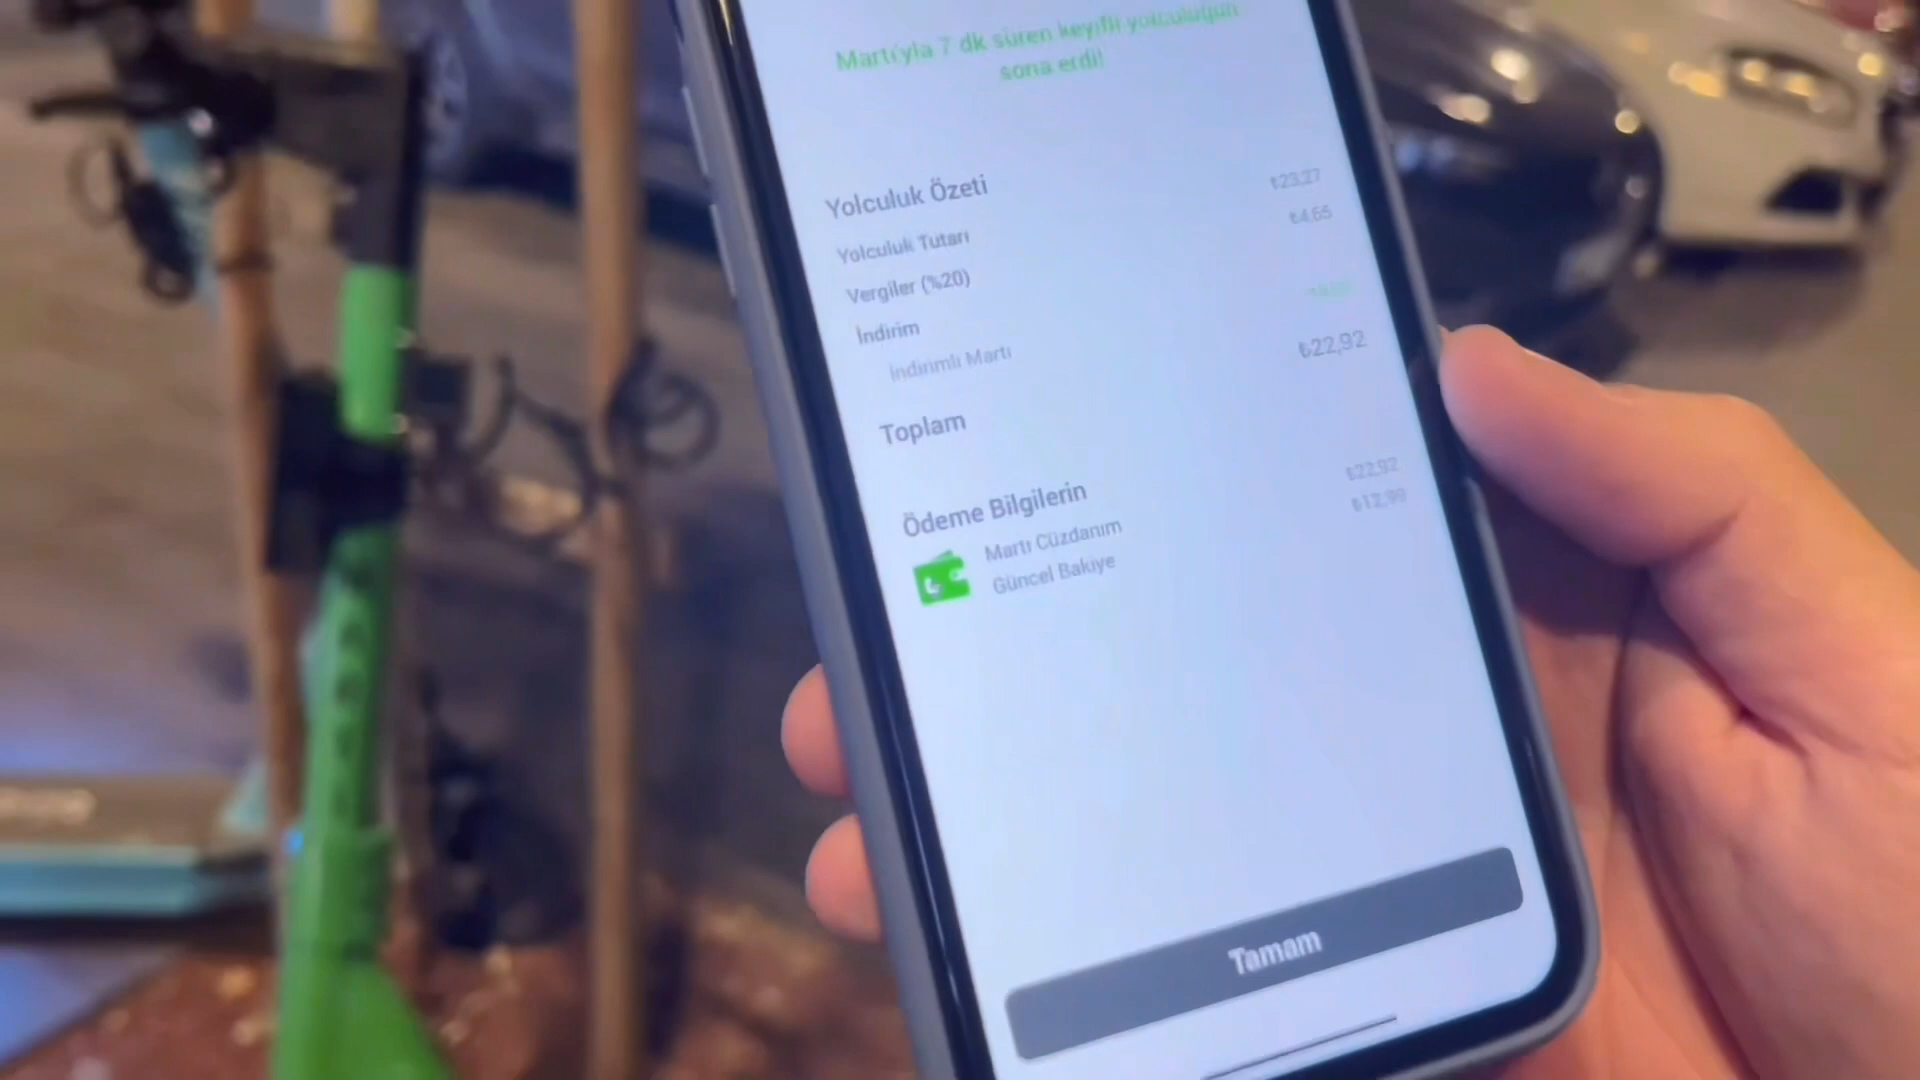 Martı'yla 7 dk süren keyifli yolculuğun
sona erdi!
Yolculuk Özeti
Yolculuk Tutarı ₺23,27
Vergiler (%20) ₺4,65
İndirim
İndirimli Martı
Toplam ₺22,92
Ödeme Bilgilerin
Martı Cüzdanım ₺22,92
Güncel Bakiye ₺12,99
Tamam